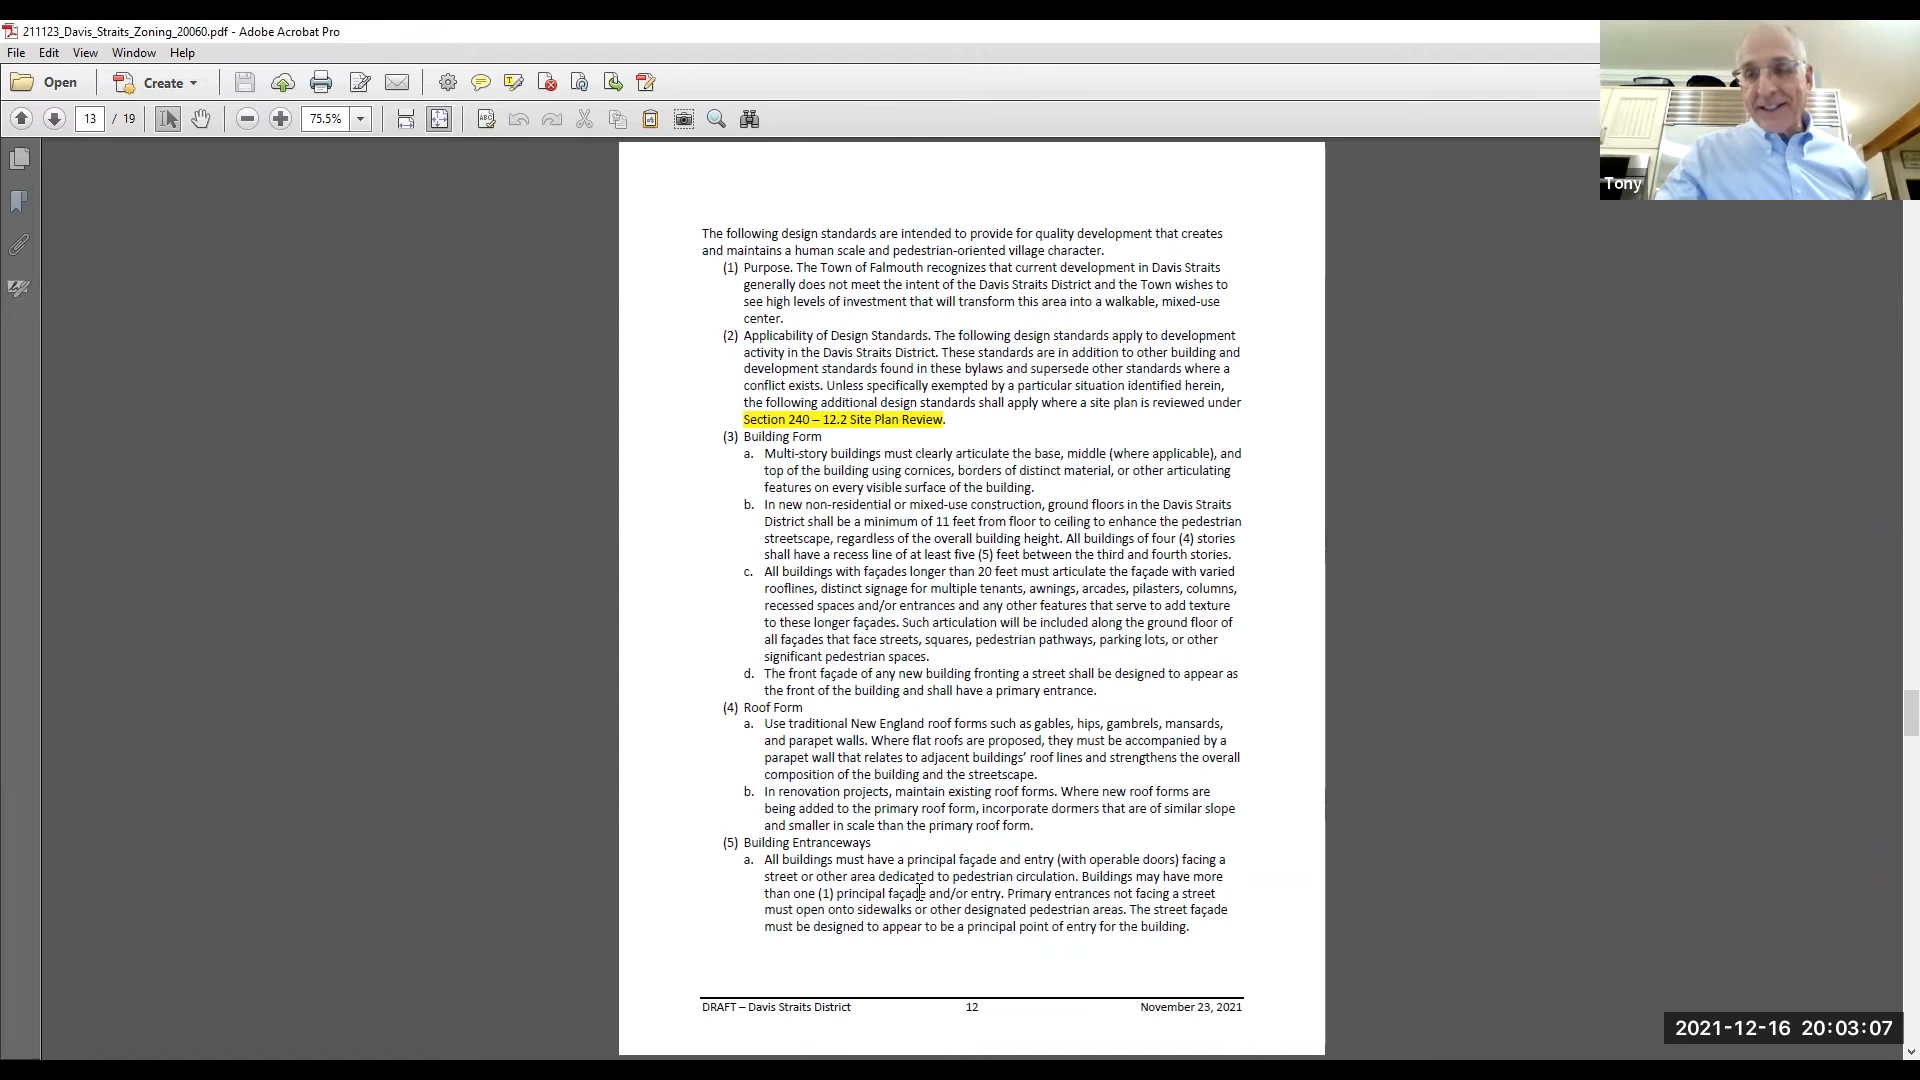 211123_Davis_Straits_Zoning_20060.pdf - Adobe Acrobat Pro
File Edit View Window Help
Open Create
13 / 19 75.5%
Tony
The following design standards are intended to provide for quality development that creates
and maintains a human scale and pedestrian-oriented village character.
(1) Purpose. The Town of Falmouth recognizes that current development in Davis Straits
generally does not meet the intent of the Davis Straits District and the Town wishes to
see high levels of investment that will transform this area into a walkable, mixed-use
center.
(2) Applicability of Design Standards. The following design standards apply to development
activity in the Davis Straits District. These standards are in addition to other building and
development standards found in these bylaws and supersede other standards where a
conflict exists. Unless specifically exempted by a particular situation identified herein,
the following additional design standards shall apply where a site plan is reviewed under
Section 240 – 12.2 Site Plan Review.
(3) Building Form
a. Multi-story buildings must clearly articulate the base, middle (where applicable), and
top of the building using cornices, borders of distinct material, or other articulating
features on every visible surface of the building.
b. In new non-residential or mixed-use construction, ground floors in the Davis Straits
District shall be a minimum of 11 feet from floor to ceiling to enhance the pedestrian
streetscape, regardless of the overall building height. All buildings of four (4) stories
shall have a recess line of at least five (5) feet between the third and fourth stories.
c. All buildings with façades longer than 20 feet must articulate the façade with varied
rooflines, distinct signage for multiple tenants, awnings, arcades, pilasters, columns,
recessed spaces and/or entrances and any other features that serve to add texture
to these longer façades. Such articulation will be included along the ground floor of
all façades that face streets, squares, pedestrian pathways, parking lots, or other
significant pedestrian spaces.
d. The front façade of any new building fronting a street shall be designed to appear as
the front of the building and shall have a primary entrance.
(4) Roof Form
a. Use traditional New England roof forms such as gables, hips, gambrels, mansards,
and parapet walls. Where flat roofs are proposed, they must be accompanied by a
parapet wall that relates to adjacent buildings’ roof lines and strengthens the overall
composition of the building and the streetscape.
b. In renovation projects, maintain existing roof forms. Where new roof forms are
being added to the primary roof form, incorporate dormers that are of similar slope
and smaller in scale than the primary roof form.
(5) Building Entranceways
a. All buildings must have a principal façade and entry (with operable doors) facing a
street or other area dedicated to pedestrian circulation. Buildings may have more
than one (1) principal façade and/or entry. Primary entrances not facing a street
must open onto sidewalks or other designated pedestrian areas. The street façade
must be designed to appear to be a principal point of entry for the building.
DRAFT – Davis Straits District 12 November 23, 2021
2021-12-16 20:03:07